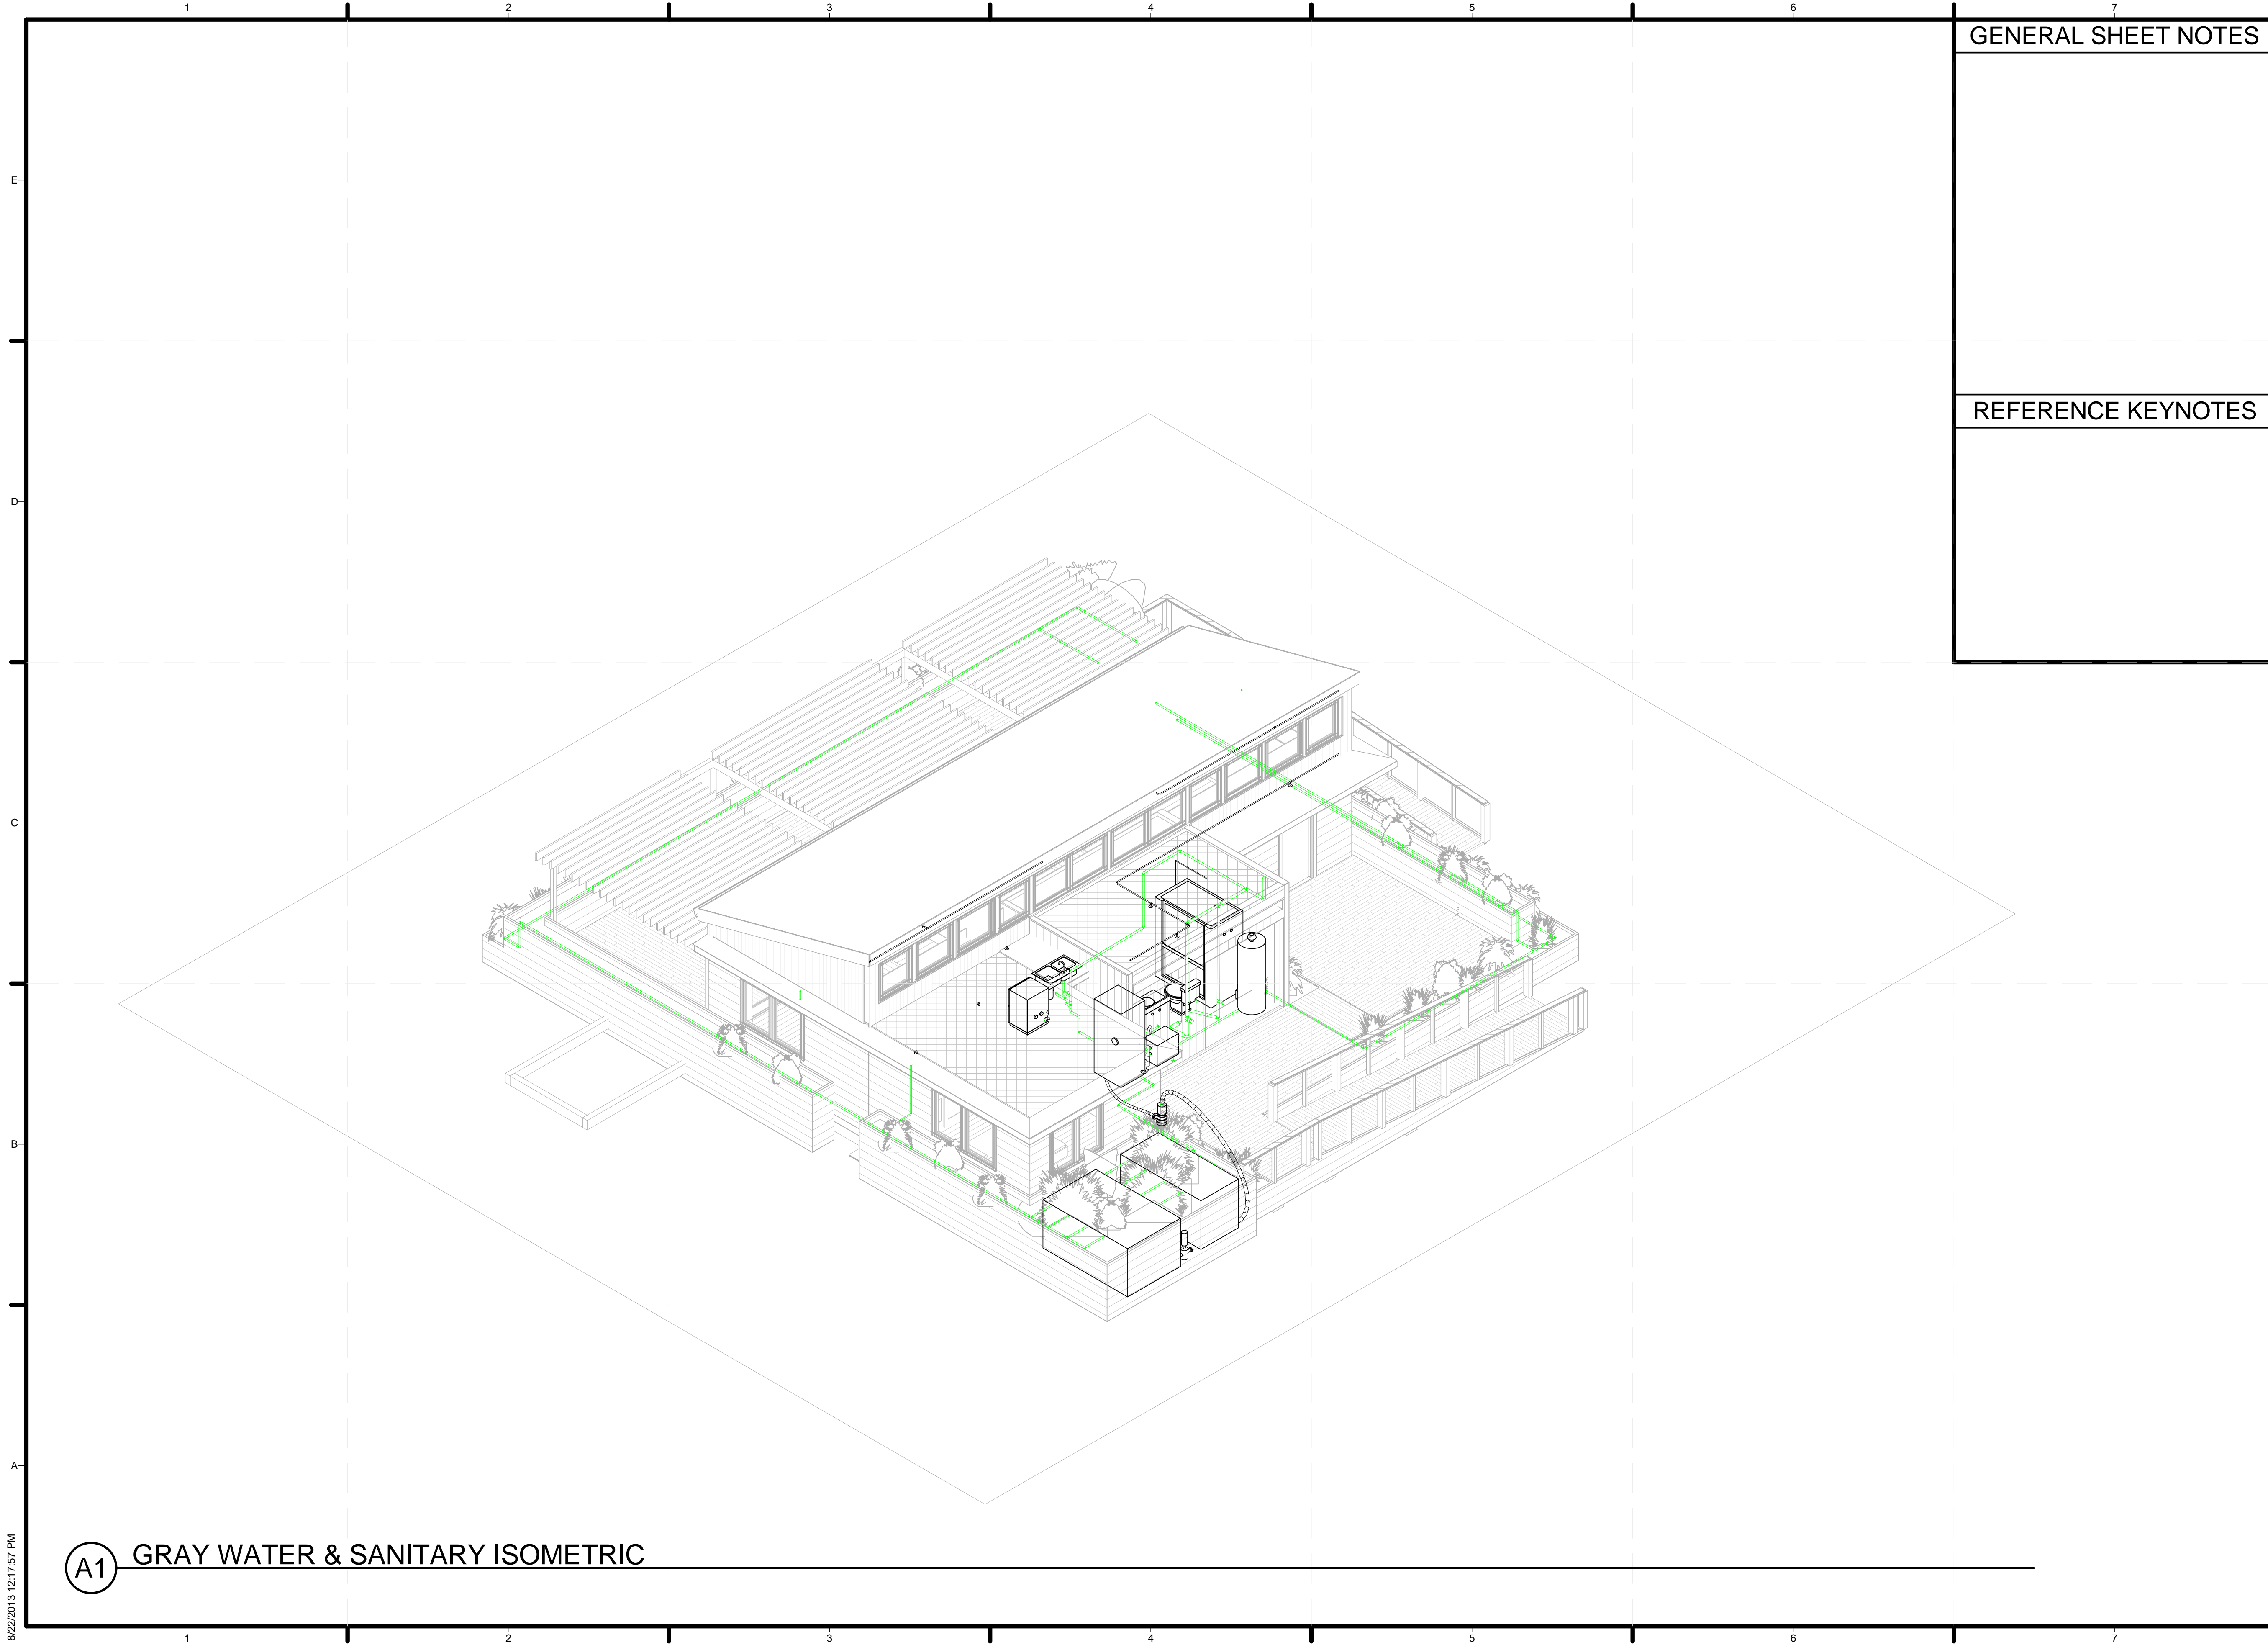 1 2 3 4 5 6 7
GENERAL SHEET NOTES
E
REFERENCE KEYNOTES
D
C
B
A
A1 GRAY WATER & SANITARY ISOMETRIC
8/22/2013 12:17:57 PM
1 2 3 4 5 6 7